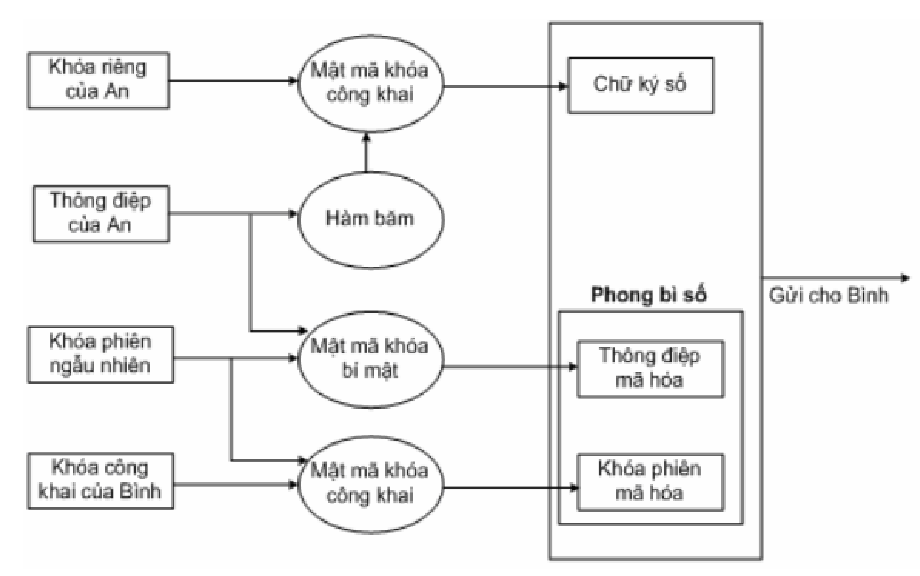 Khóa riêng
của An
Mật mã khóa
công khai
Chữ ký số
Thông điệp
của An
Hàm băm
Phong bì số
Gửi cho Bình
Khóa phiên
ngẫu nhiên
Mật mã khóa
bí mật
Thông điệp
mã hóa
Khóa công
khai của Bình
Mật mã khóa
công khai
Khóa phiên
mã hóa